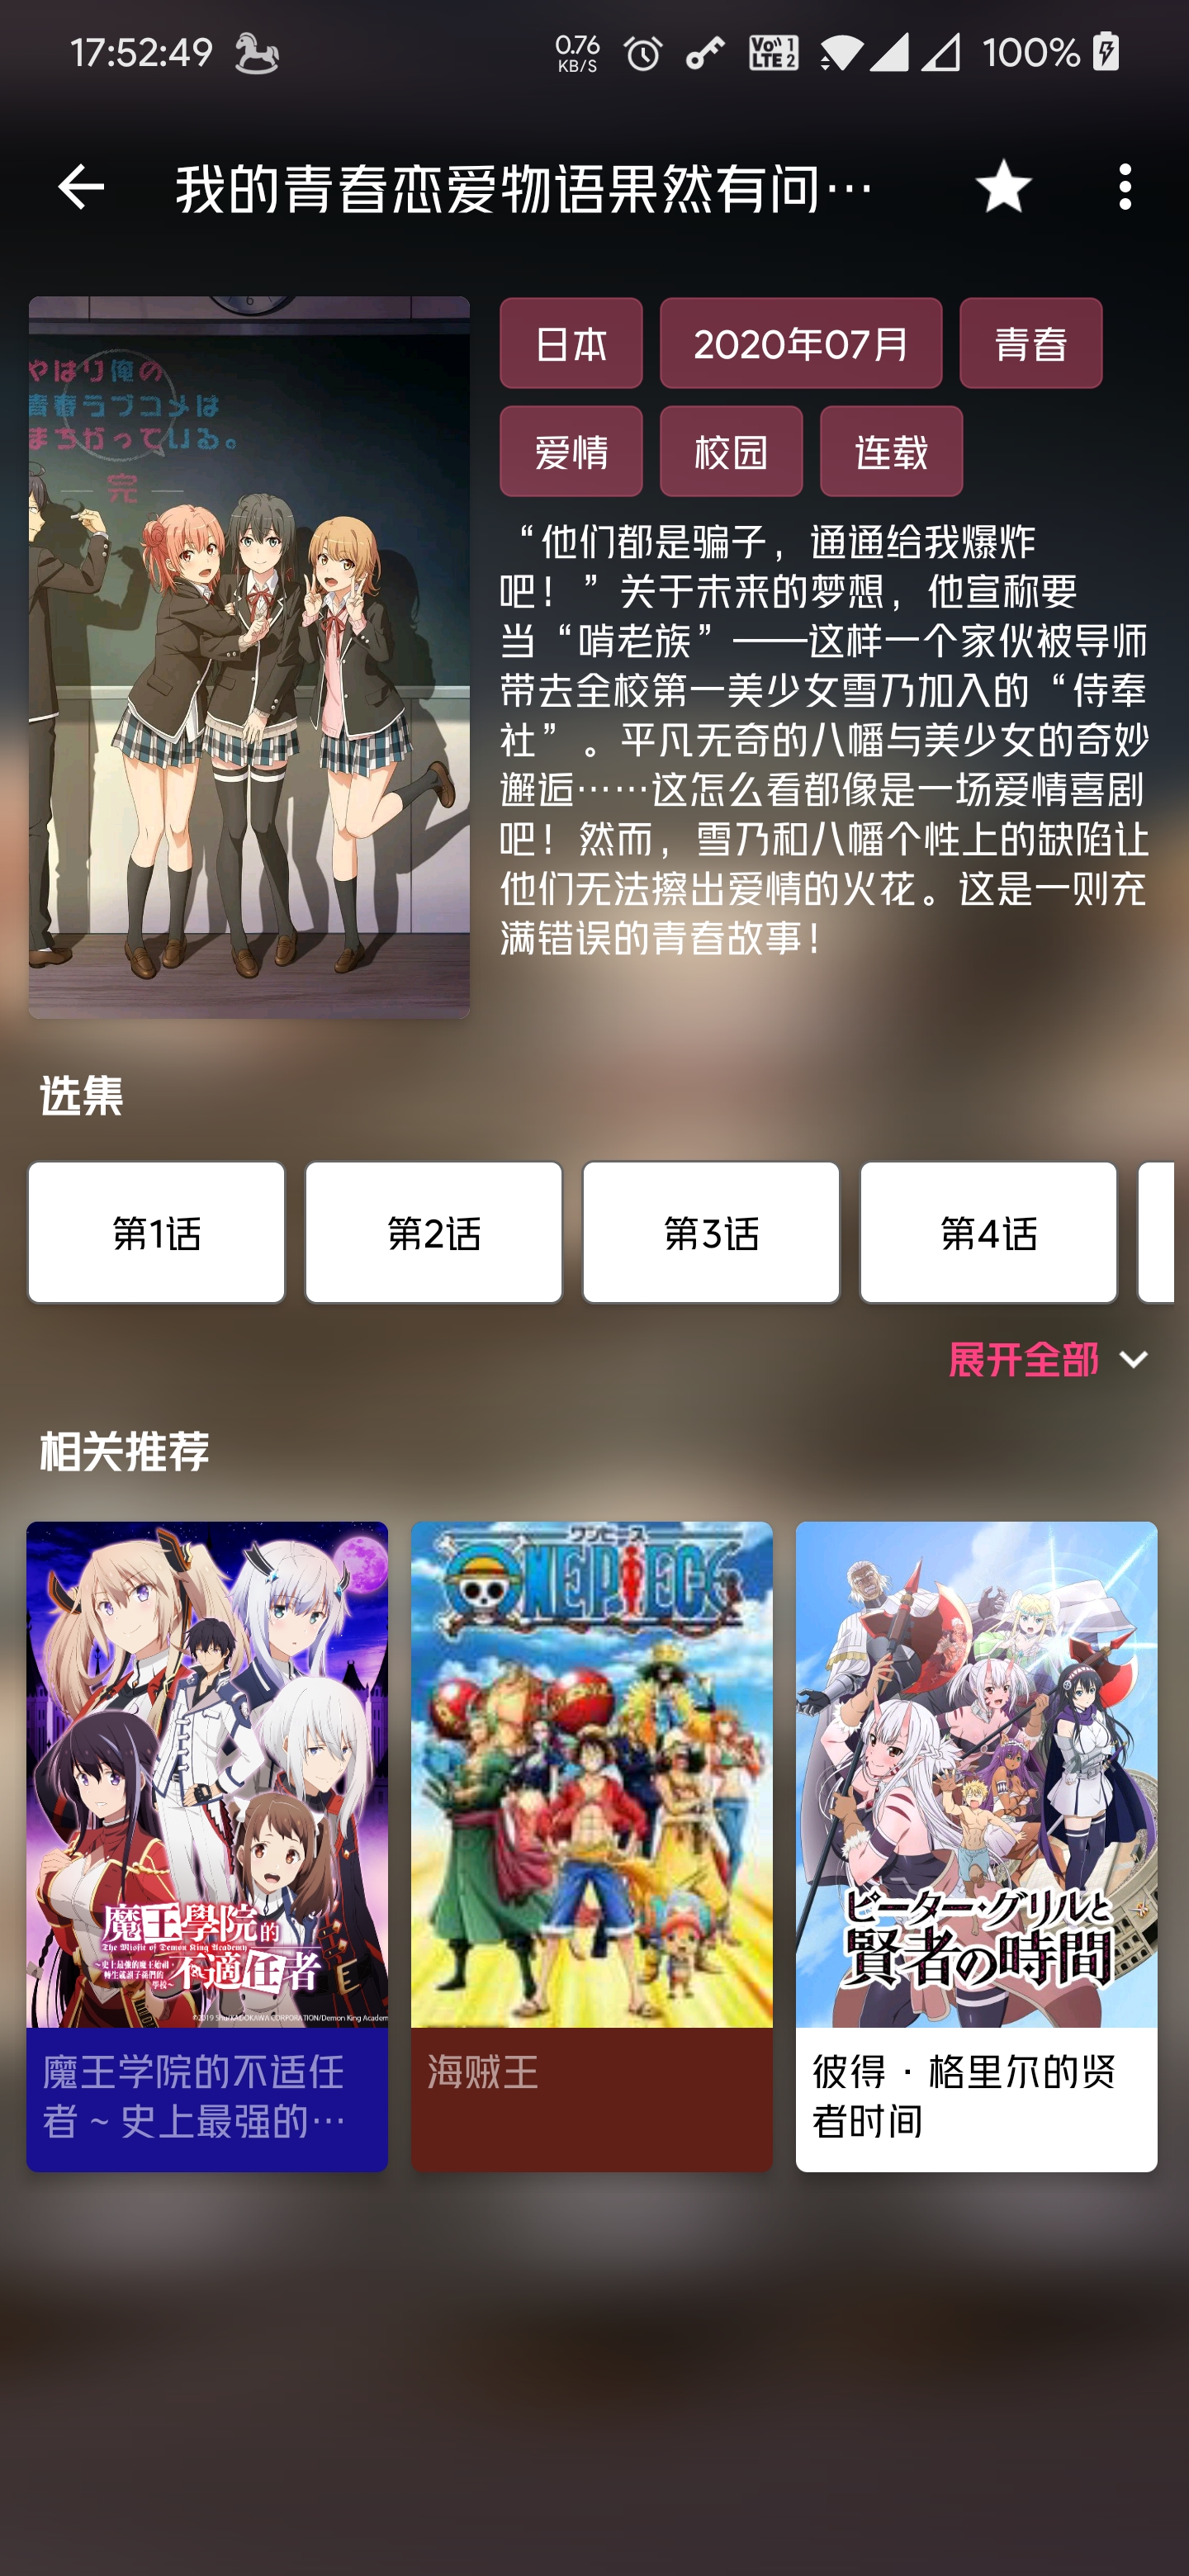 17:52:49
0.76 KB/S
Vo 1 LTE 2
100%
我的青春恋爱物语果然有问…
やはり俺の
青春ラブコメは
まちがっている。
完
日本 2020年07月 青春
爱情 校园 连载
“他们都是骗子，通通给我爆炸
吧！”关于未来的梦想，他宣称要
当“啃老族”——这样一个家伙被导师
带去全校第一美少女雪乃加入的“侍奉
社”。平凡无奇的八幡与美少女的奇妙
邂逅……这怎么看都像是一场爱情喜剧
吧！然而，雪乃和八幡个性上的缺陷让
他们无法擦出爱情的火花。这是一则充
满错误的青春故事！
选集
第1话 第2话 第3话 第4话
展开全部
相关推荐
魔王學院的
The Misfit of Demon King Academy
不適任者
~史上最強的魔王始祖，
轉生就讀子孫們的
學校~
©2019 Shu/KADOKAWA CORPORATION/Demon King Academ
ワンピース
ONE PIECE
ピーター・グリルと
賢者の時間
魔王学院的不适任
者 ~ 史上最强的…
海贼王
彼得·格里尔的贤
者时间